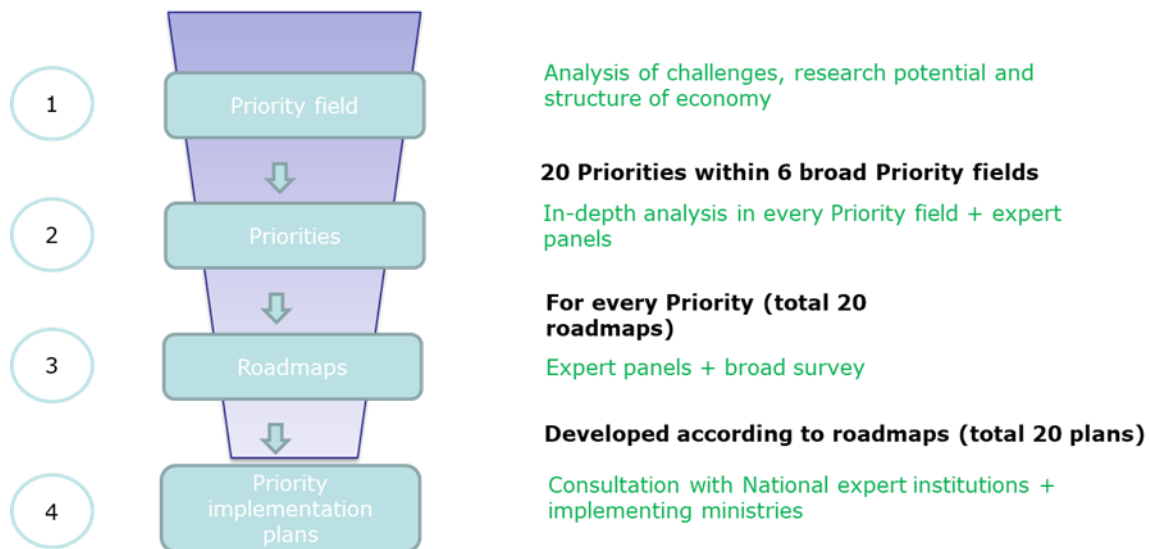 1
Priority field
Analysis of challenges, research potential and
structure of economy
20 Priorities within 6 broad Priority fields
2
Priorities
In-depth analysis in every Priority field + expert
panels
For every Priority (total 20
roadmaps)
3
Roadmaps
Expert panels + broad survey
Developed according to roadmaps (total 20 plans)
4
Priority
implementation
plans
Consultation with National expert institutions +
implementing ministries